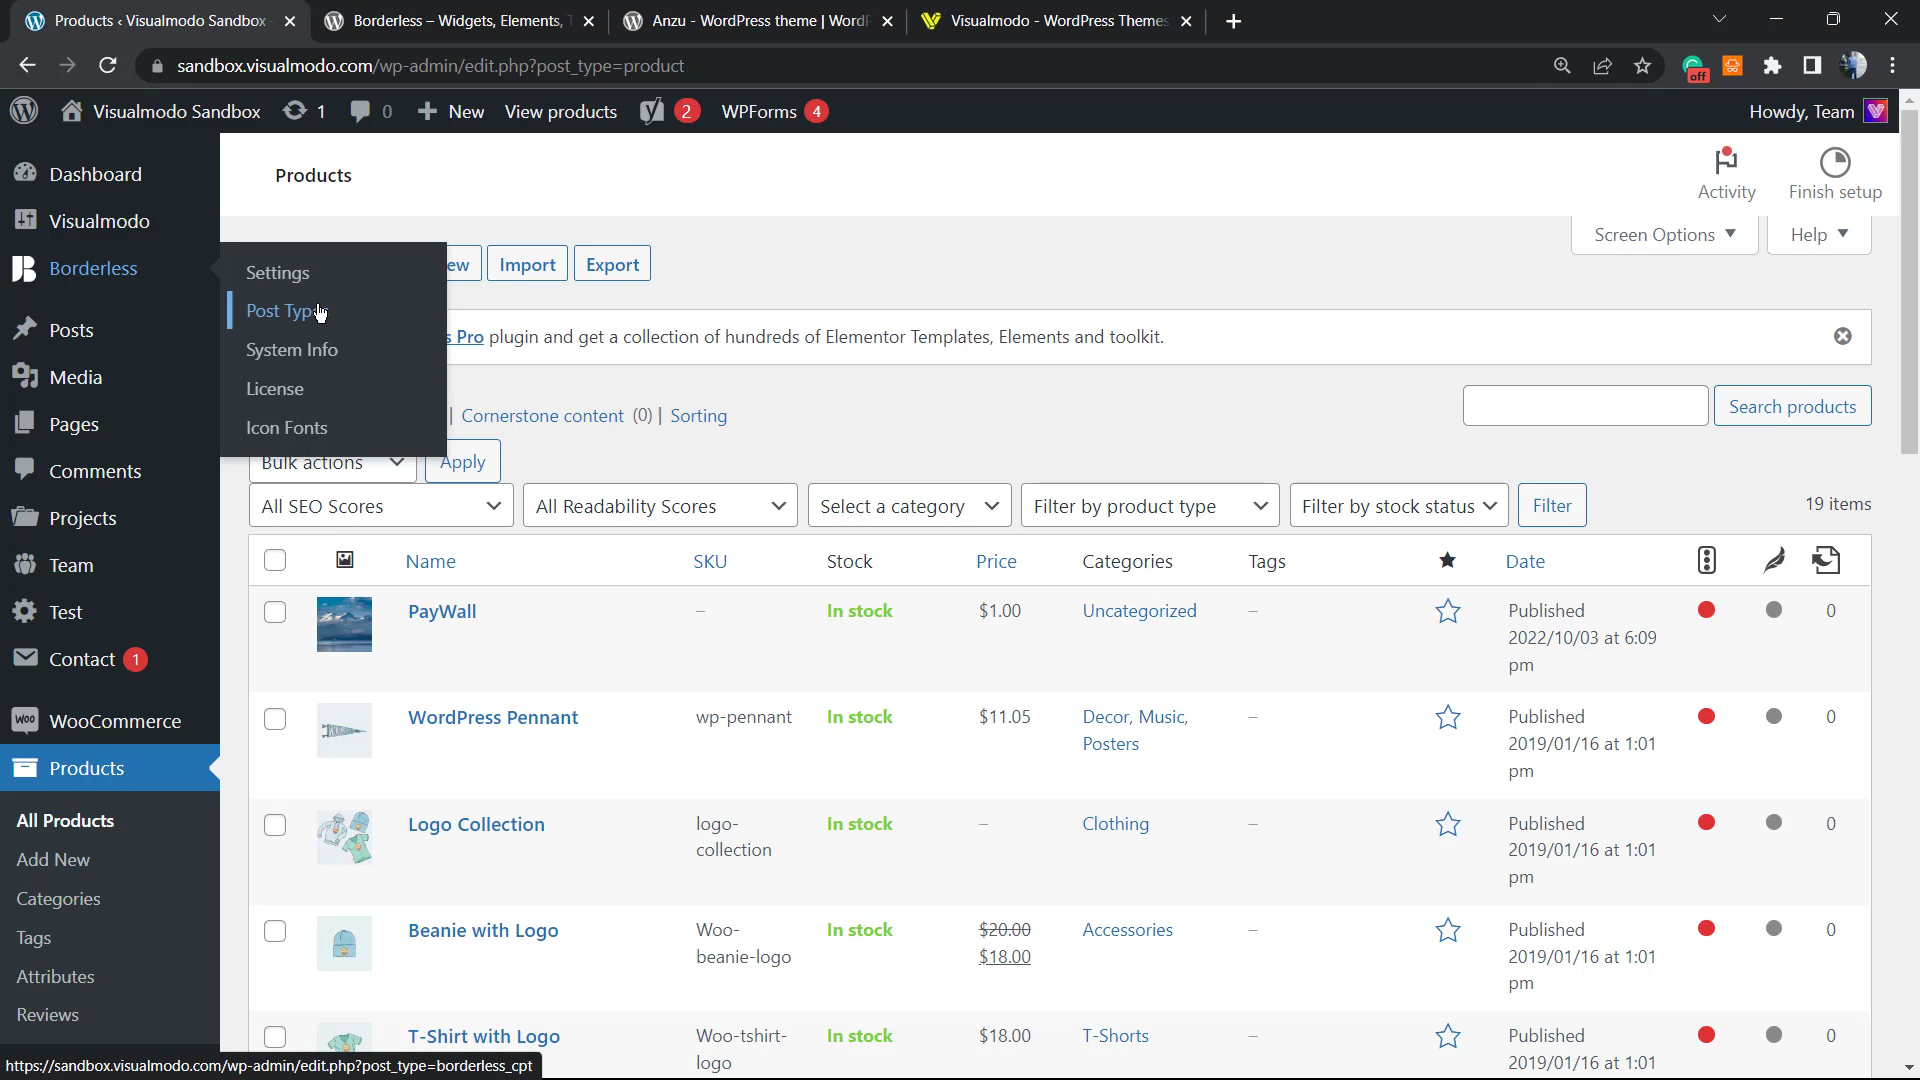 Products ‹ Visualmodo Sandbox
Borderless – Widgets, Elements,
Anzu - WordPress theme | Word
Visualmodo - WordPress Themes
sandbox.visualmodo.com/wp-admin/edit.php?post_type=product
off
Visualmodo Sandbox
1
0
New
View products
2
WPForms 4
Howdy, Team
Dashboard
Visualmodo
Borderless
Posts
Media
Pages
Comments
Projects
Team
Test
Contact 1
WooCommerce
Products
All Products
Add New
Categories
Tags
Attributes
Reviews
Settings
Post Typ
System Info
License
Icon Fonts
Products
Activity
Finish setup
Screen Options
Help
ew
Import
Export
s Pro plugin and get a collection of hundreds of Elementor Templates, Elements and toolkit.
| Cornerstone content (0) | Sorting
Search products
Bulk actions
Apply
All SEO Scores
All Readability Scores
Select a category
Filter by product type
Filter by stock status
Filter
19 items
Name SKU Stock Price Categories Tags Date
PayWall – In stock $1.00 Uncategorized – Published 0
2022/10/03 at 6:09
pm
WordPress Pennant wp-pennant In stock $11.05 Decor, Music, – Published 0
Posters 2019/01/16 at 1:01
pm
Logo Collection logo- In stock – Clothing – Published 0
collection 2019/01/16 at 1:01
pm
Beanie with Logo Woo- In stock $20.00 Accessories – Published 0
beanie-logo $18.00 2019/01/16 at 1:01
pm
T-Shirt with Logo Woo-tshirt- In stock $18.00 T-Shorts – Published 0
logo 2019/01/16 at 1:01
https://sandbox.visualmodo.com/wp-admin/edit.php?post_type=borderless_cpt